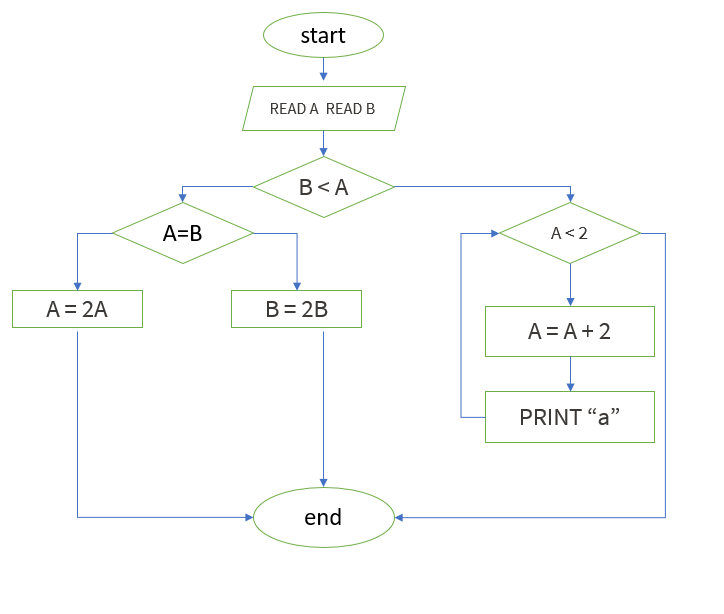 start
READ A  READ B
B < A
A=B
A < 2
A = 2A
B = 2B
A = A + 2
PRINT “a”
end